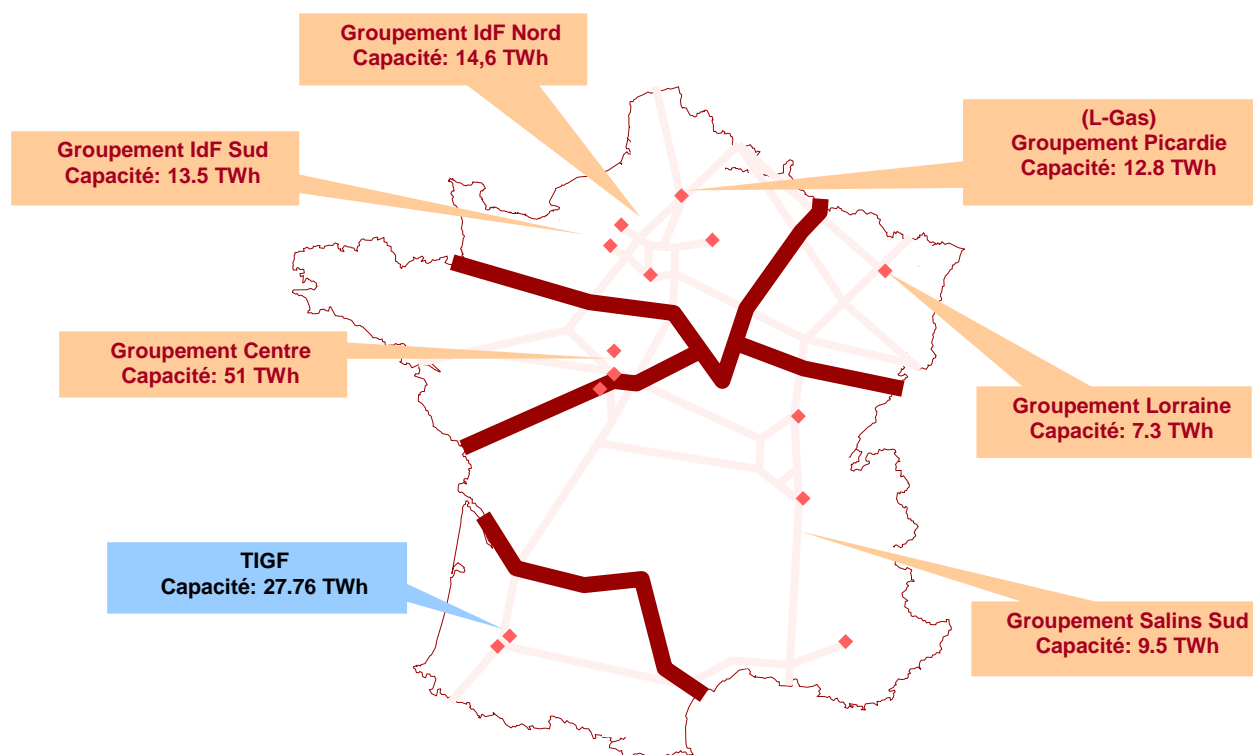 Groupement IdF Nord
Capacité: 14,6 TWh
(L-Gas)
Groupement Picardie
Capacité: 12.8 TWh
Groupement IdF Sud
Capacité: 13.5 TWh
Groupement Centre
Capacité: 51 TWh
Groupement Lorraine
Capacité: 7.3 TWh
TIGF
Capacité: 27.76 TWh
Groupement Salins Sud
Capacité: 9.5 TWh